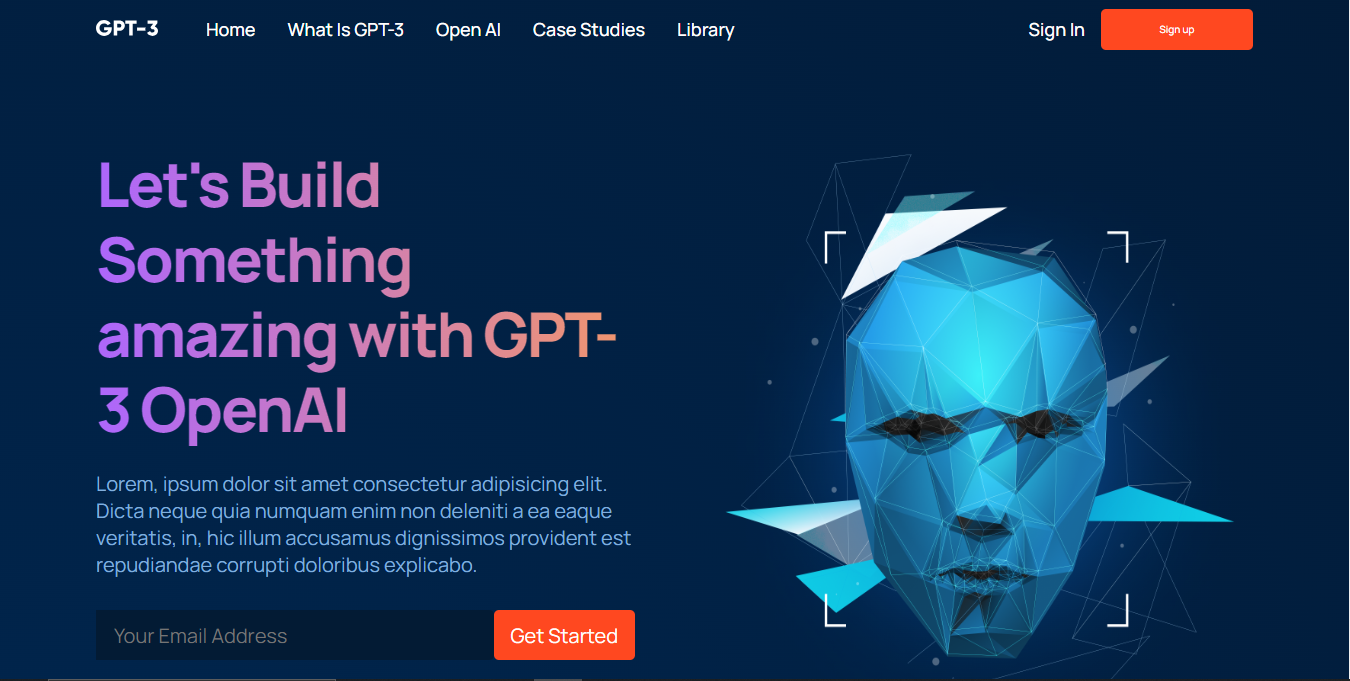 GPT-3 Home What Is GPT-3 Open AI Case Studies Library Sign In Sign up
Let's Build
Something
amazing with GPT-
3 OpenAI
Lorem, ipsum dolor sit amet consectetur adipisicing elit.
Dicta neque quia numquam enim non deleniti a ea eaque
veritatis, in, hic illum accusamus dignissimos provident est
repudiandae corrupti doloribus explicabo.
Your Email Address Get Started